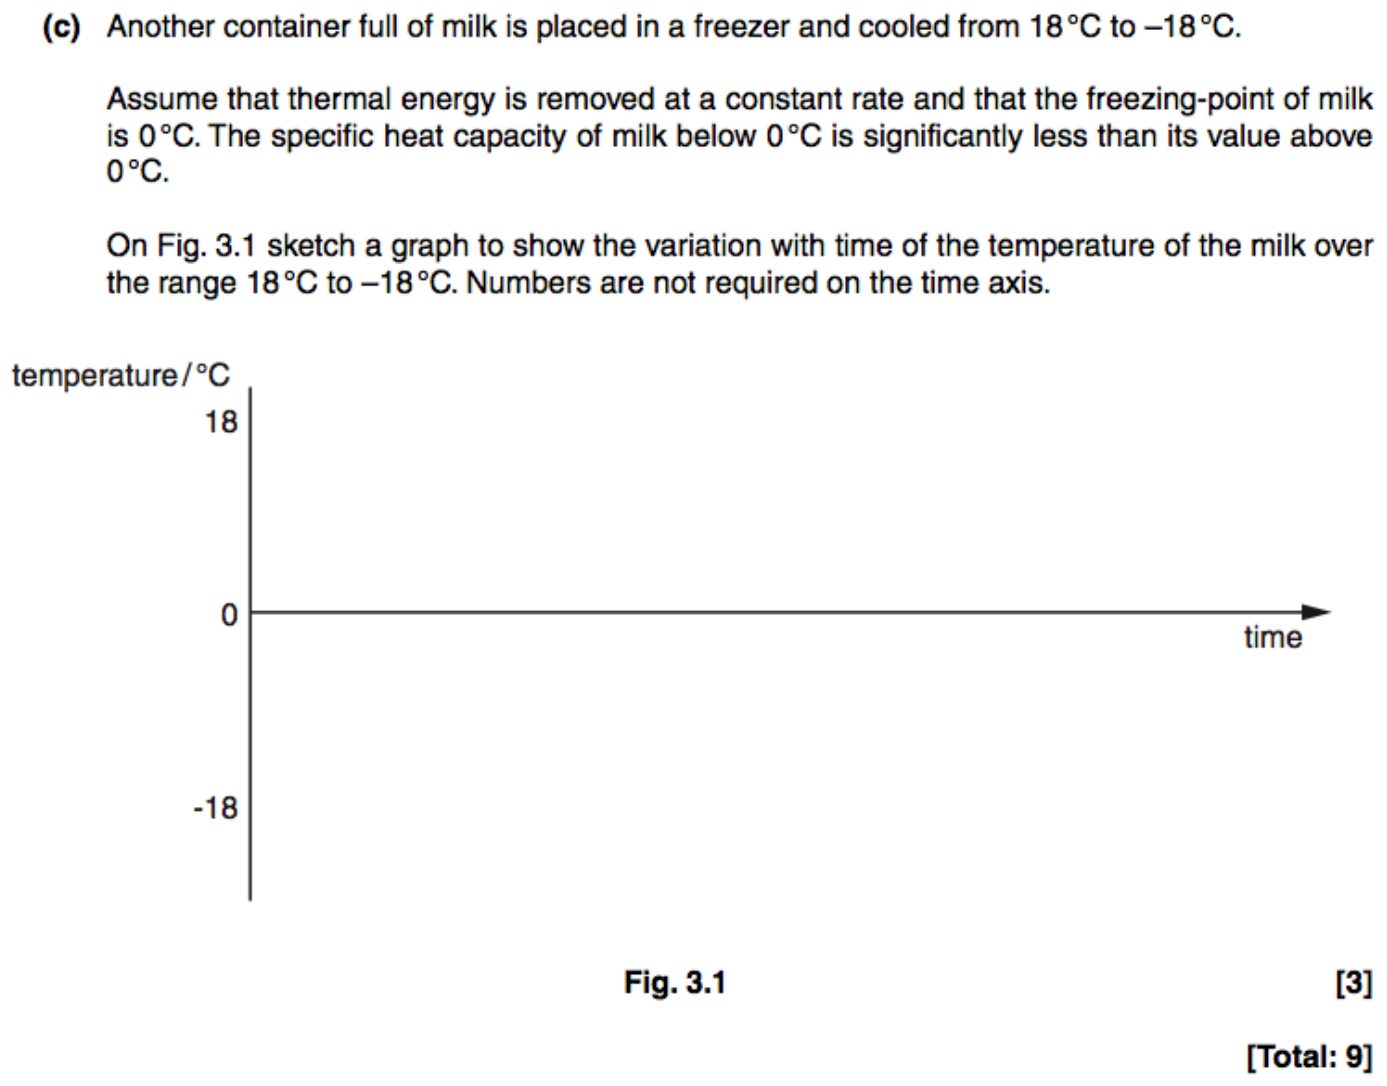 (c) Another container full of milk is placed in a freezer and cooled from 18°C to –18°C.
Assume that thermal energy is removed at a constant rate and that the freezing-point of milk
is 0°C. The specific heat capacity of milk below 0°C is significantly less than its value above
0°C.
On Fig. 3.1 sketch a graph to show the variation with time of the temperature of the milk over
the range 18°C to –18°C. Numbers are not required on the time axis.
temperature/°C
18
0
time
-18
Fig. 3.1
[3]
[Total: 9]